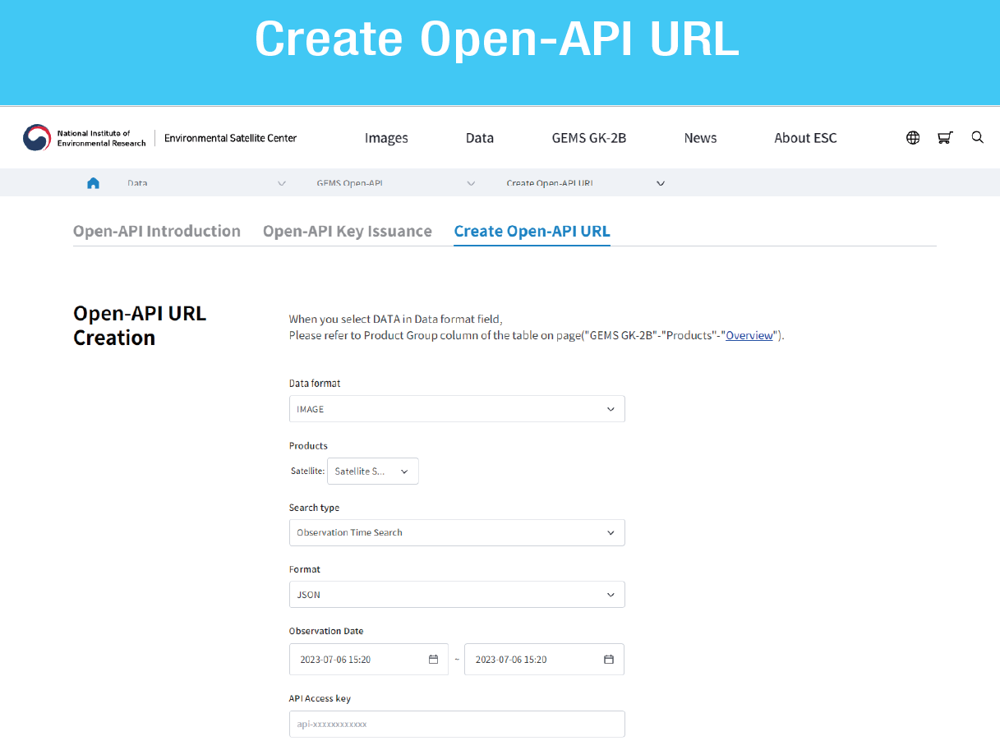 Create Open-API URL
National Institute of
Environmental Research
Environmental Satellite Center
Images
Data
GEMS GK-2B
News
About ESC
Data
GEMS Open-API
Create Open-API URL
Open-API Introduction
Open-API Key Issuance
Create Open-API URL
Open-API URL
Creation
When you select DATA in Data format field,
Please refer to Product Group column of the table on page("GEMS GK-2B"-"Products"-"Overview").
Data format
IMAGE
Products
Satellite:
Satellite S...
Search type
Observation Time Search
Format
JSON
Observation Date
2023-07-06 15:20
~
2023-07-06 15:20
API Access key
api-xxxxxxxxxxxx